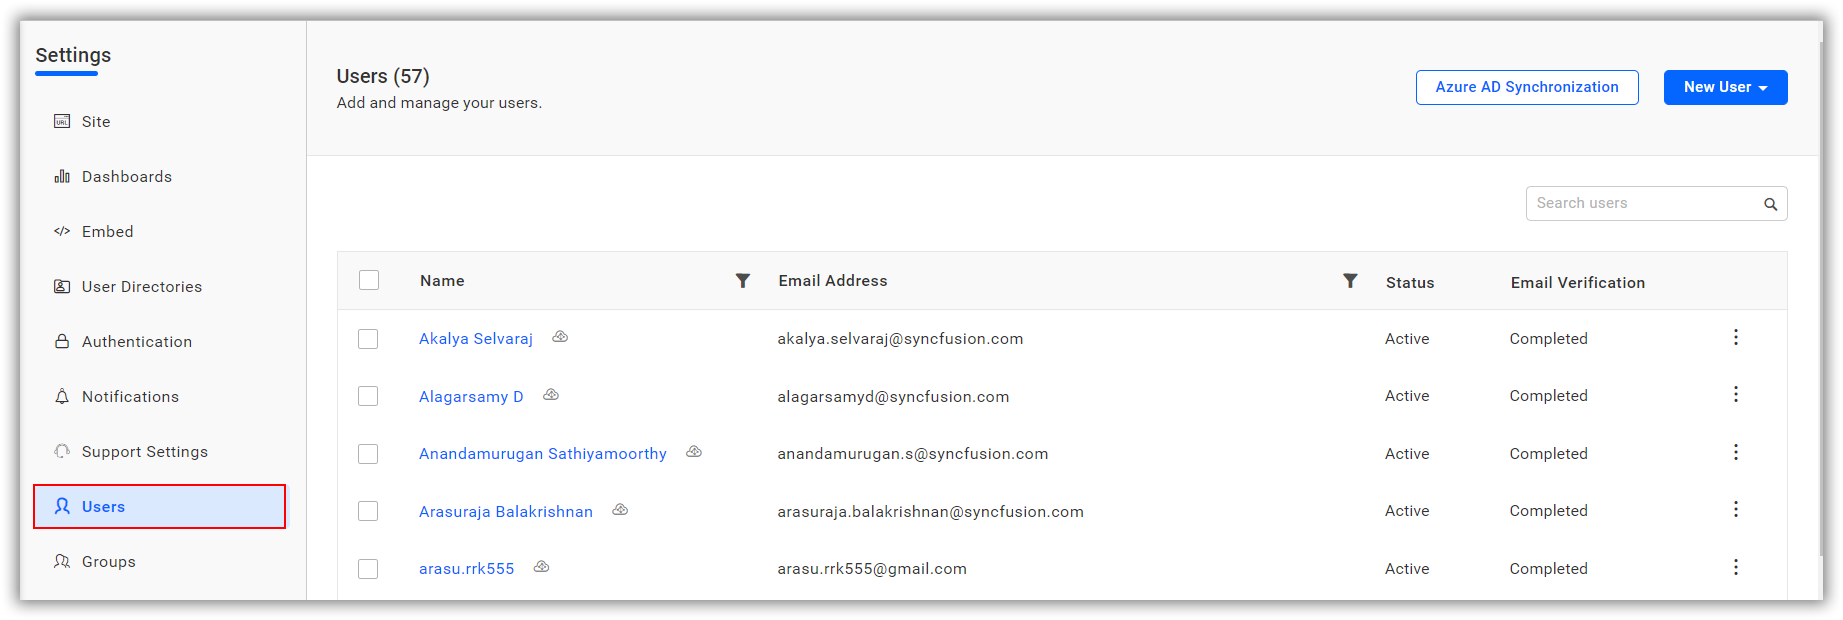 Settings
Site
Dashboards
Embed
User Directories
Authentication
Notifications
Support Settings
Users
Groups
Users (57)
Add and manage your users.
Azure AD Synchronization
New User
Search users
Name Email Address Status Email Verification
Akalya Selvaraj akalya.selvaraj@syncfusion.com Active Completed
Alagarsamy D alagarsamyd@syncfusion.com Active Completed
Anandamurugan Sathiyamoorthy anandamurugan.s@syncfusion.com Active Completed
Arasuraja Balakrishnan arasuraja.balakrishnan@syncfusion.com Active Completed
arasu.rrk555 arasu.rrk555@gmail.com Active Completed